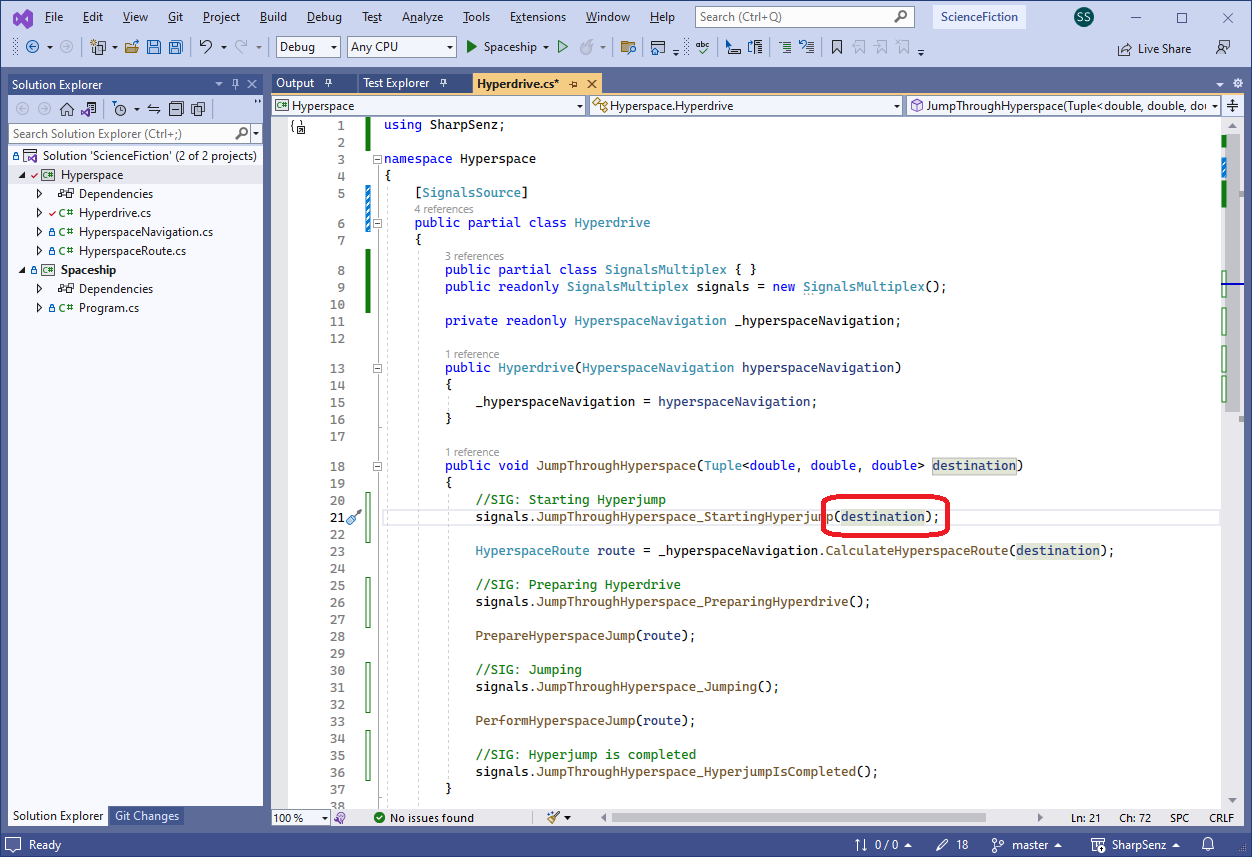 File Edit View Git Project Build Debug Test Analyze Tools Extensions Window Help Search (Ctrl+Q) ScienceFiction SS
Debug Any CPU Spaceship abc Live Share
Solution Explorer
Search Solution Explorer (Ctrl+;)
Solution 'ScienceFiction' (2 of 2 projects)
C# Hyperspace
Dependencies
C# Hyperdrive.cs
C# HyperspaceNavigation.cs
C# HyperspaceRoute.cs
C# Spaceship
Dependencies
C# Program.cs
Solution Explorer Git Changes
Output Test Explorer Hyperdrive.cs*
C# Hyperspace Hyperspace.Hyperdrive JumpThroughHyperspace(Tuple<double, double, dou
1 using SharpSenz;
2
3 namespace Hyperspace
4 {
5 [SignalsSource]
4 references
6 public partial class Hyperdrive
7 {
3 references
8 public partial class SignalsMultiplex { }
9 public readonly SignalsMultiplex signals = new SignalsMultiplex();
10
11 private readonly HyperspaceNavigation _hyperspaceNavigation;
12
1 reference
13 public Hyperdrive(HyperspaceNavigation hyperspaceNavigation)
14 {
15 _hyperspaceNavigation = hyperspaceNavigation;
16 }
17
1 reference
18 public void JumpThroughHyperspace(Tuple<double, double, double> destination)
19 {
20 //SIG: Starting Hyperjump
21 signals.JumpThroughHyperspace_StartingHyperjump(destination);
22
23 HyperspaceRoute route = _hyperspaceNavigation.CalculateHyperspaceRoute(destination);
24
25 //SIG: Preparing Hyperdrive
26 signals.JumpThroughHyperspace_PreparingHyperdrive();
27
28 PrepareHyperspaceJump(route);
29
30 //SIG: Jumping
31 signals.JumpThroughHyperspace_Jumping();
32
33 PerformHyperspaceJump(route);
34
35 //SIG: Hyperjump is completed
36 signals.JumpThroughHyperspace_HyperjumpIsCompleted();
37 }
38
100 % No issues found Ln: 21 Ch: 72 SPC CRLF
Ready 0 / 0 18 master SharpSenz